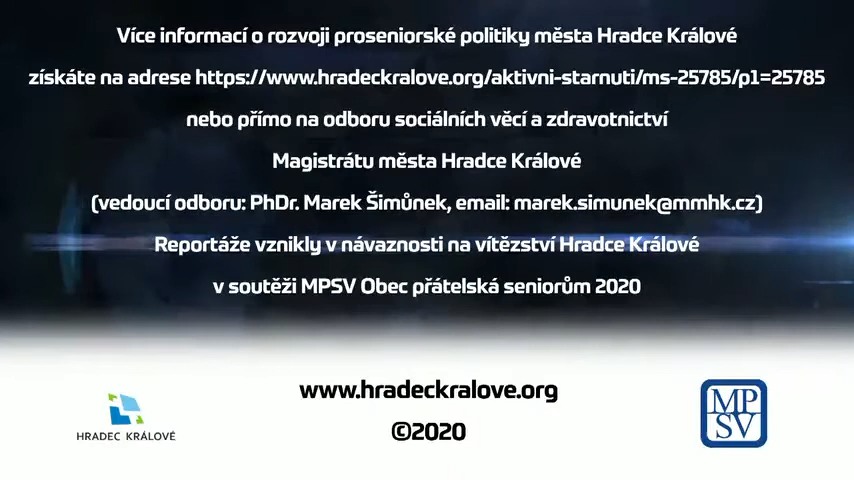 Více informací o rozvoji proseniorské politiky města Hradce Králové
získáte na adrese https://www.hradeckralove.org/aktivni-starnuti/ms-25785/p1=25785
nebo přímo na odboru sociálních věcí a zdravotnictví
Magistrátu města Hradce Králové
(vedoucí odboru: PhDr. Marek Šimůnek, email: marek.simunek@mmhk.cz)
Reportáže vznikly v návaznosti na vítězství Hradce Králové
v soutěži MPSV Obec přátelská seniorům 2020
www.hradeckralove.org
©2020
HRADEC KRÁLOVÉ
MP
SV